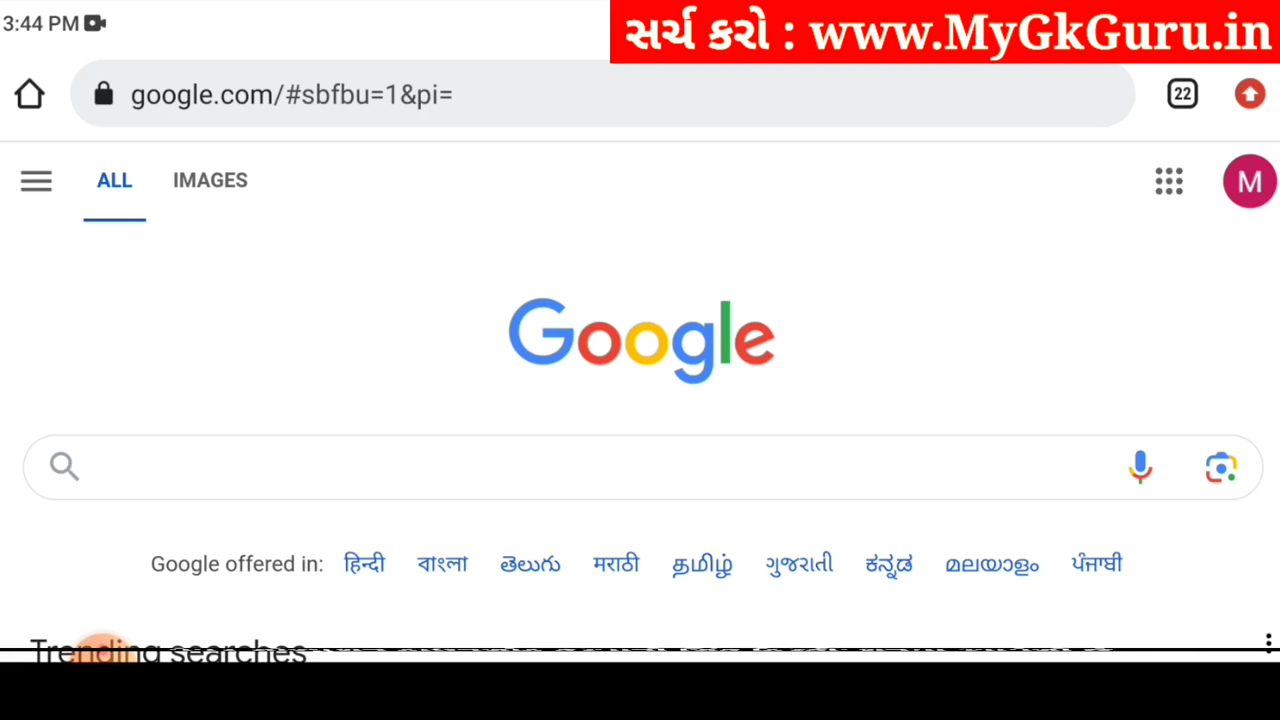 3:44 PM
સર્ચ કરો : www.MyGkGuru.in
google.com/#sbfbu=1&pi=
22
ALL IMAGES
M
Google
Google offered in: हिन्दी বাংলা తెలుగు मराठी தமிழ் ગુજરાતી ಕನ್ನಡ മലയാളം ਪੰਜਾਬੀ
Trending searches